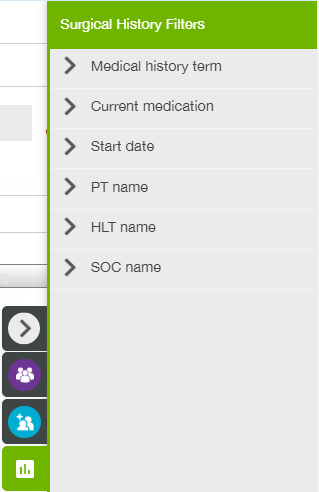 Surgical History Filters
Medical history term
Current medication
Start date
PT name
HLT name
SOC name